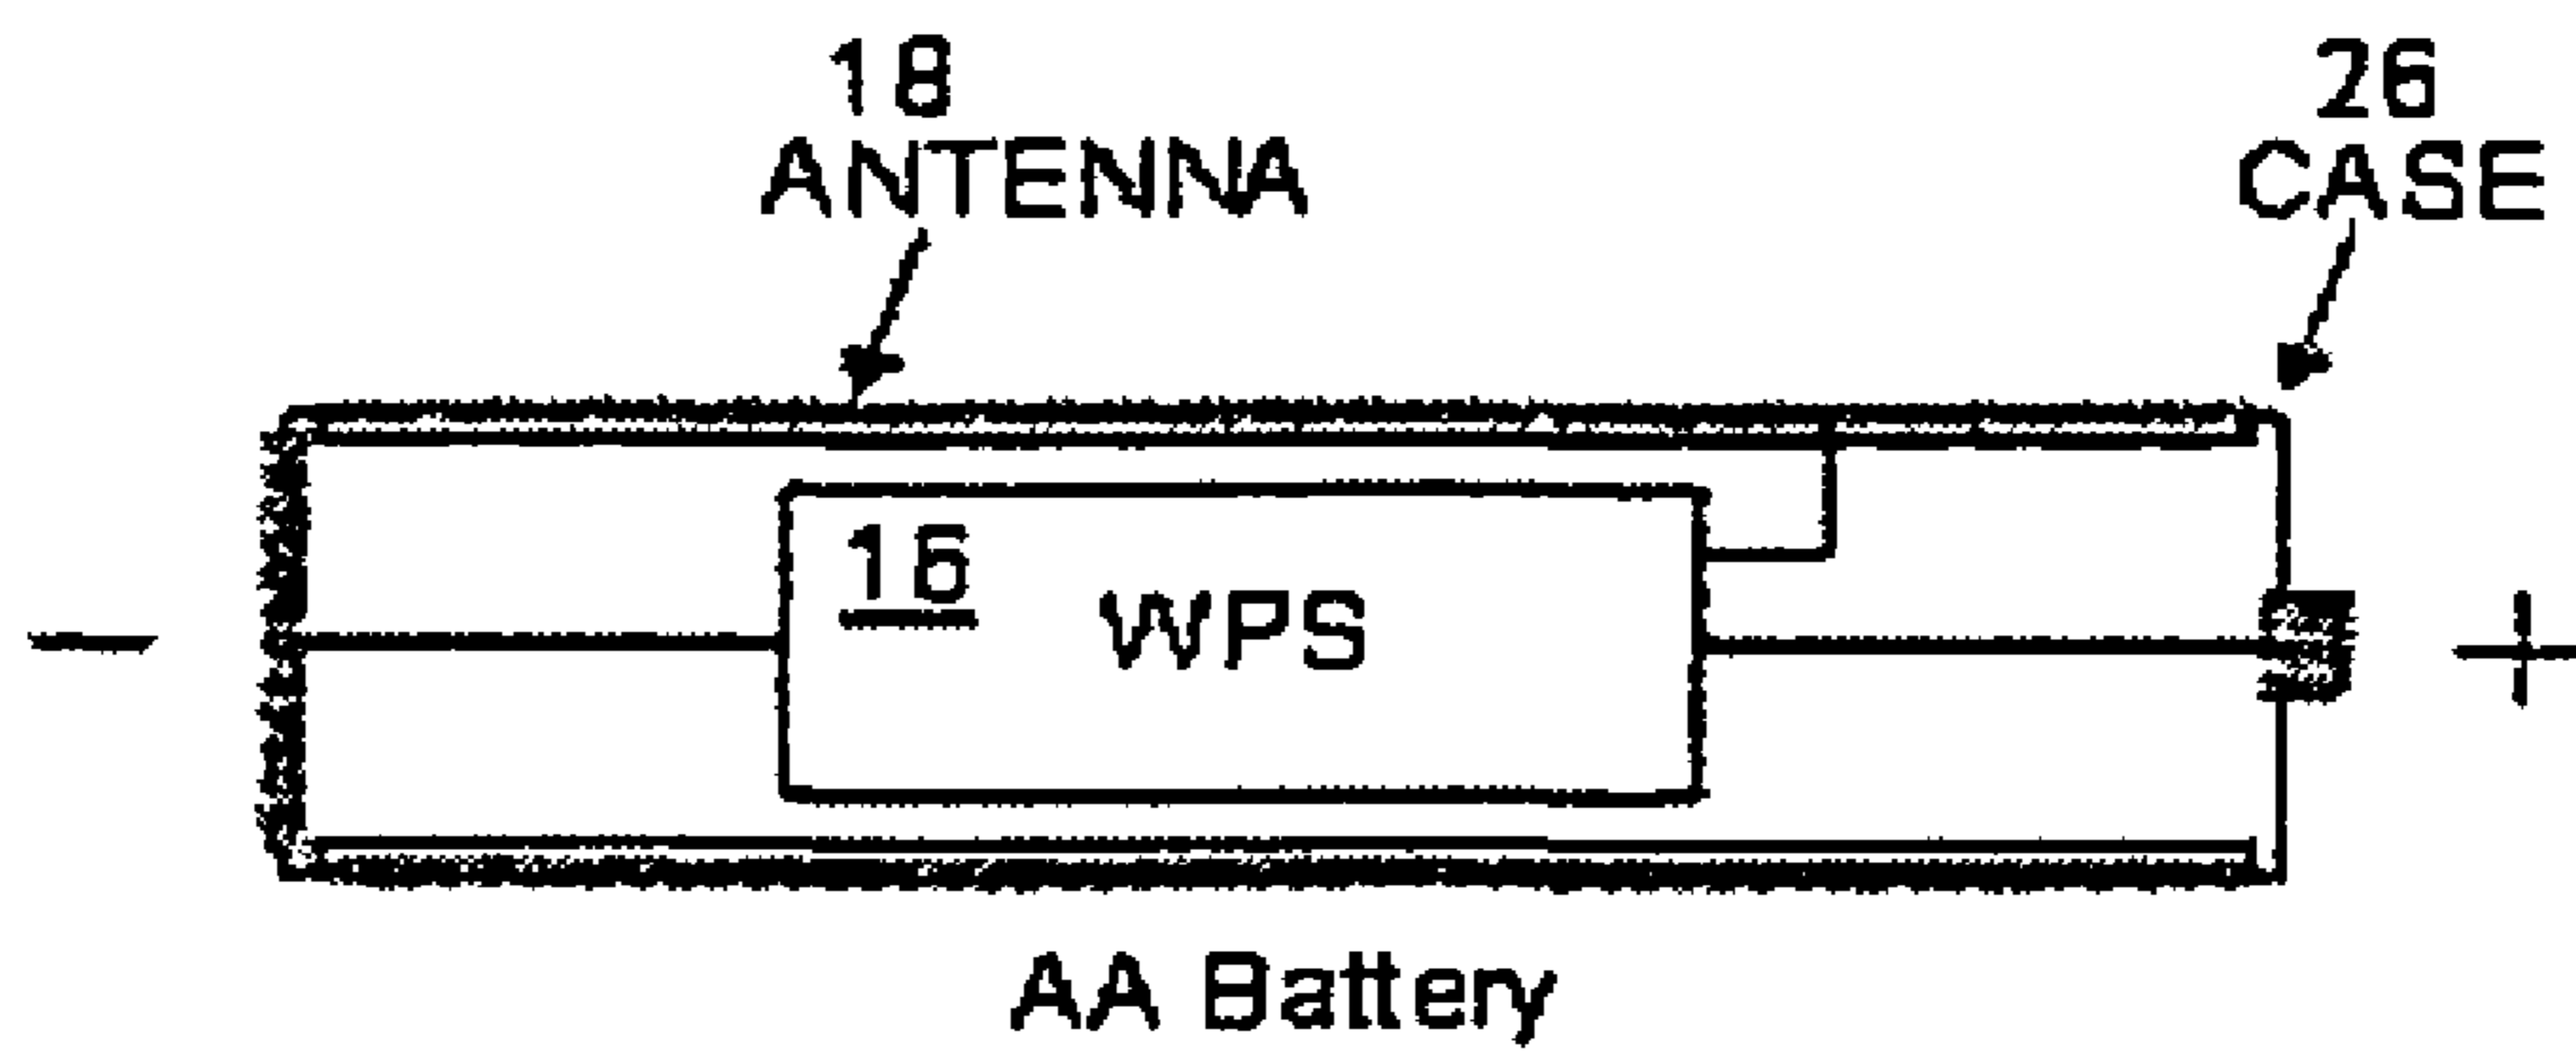 18
ANTENNA
26
CASE
16
WPS
–
+
AA Battery